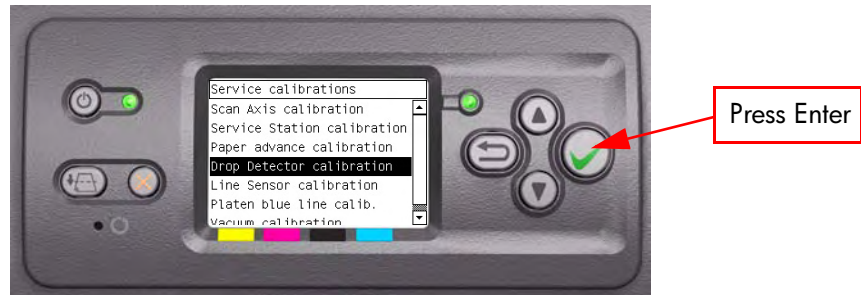 Service calibrations
Scan Axis calibration
Service Station calibration
Paper advance calibration
Drop Detector calibration
Line Sensor calibration
Platen blue line calib.
Vacuum calibration
Press Enter